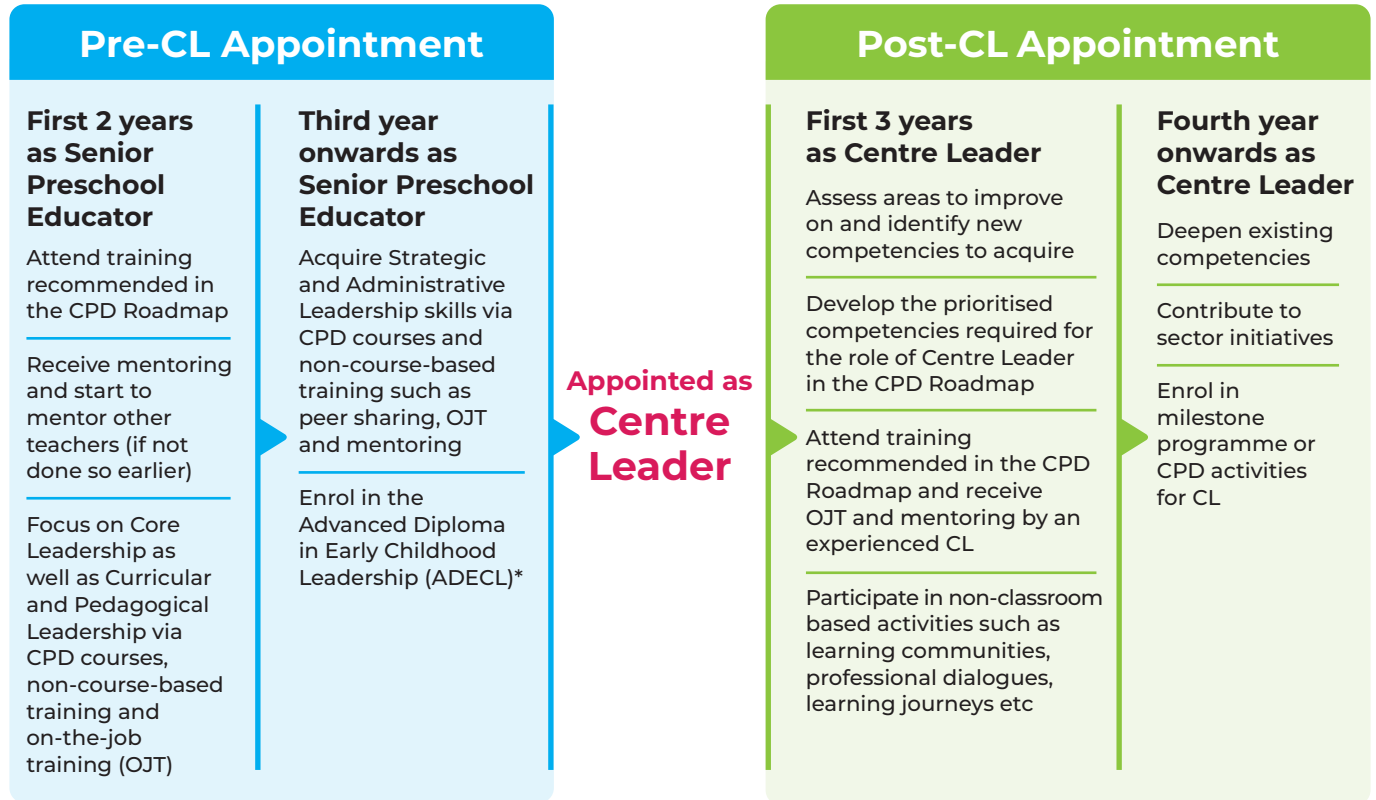 Pre-CL Appointment
First 2 years
as Senior
Preschool
Educator
Attend training
recommended in
the CPD Roadmap
Receive mentoring
and start to
mentor other
teachers (if not
done so earlier)
Focus on Core
Leadership as
well as Curricular
and Pedagogical
Leadership via
CPD courses,
non-course-based
training and
on-the-job
training (OJT)
Third year
onwards as
Senior Preschool
Educator
Acquire Strategic
and Administrative
Leadership skills via
CPD courses and
non-course-based
training such as
peer sharing, OJT
and mentoring
Enrol in the
Advanced Diploma
in Early Childhood
Leadership (ADECL)*
Appointed as
Centre
Leader
Post-CL Appointment
First 3 years
as Centre Leader
Assess areas to improve
on and identify new
competencies to acquire
Develop the prioritised
competencies required for
the role of Centre Leader
in the CPD Roadmap
Attend training
recommended in the CPD
Roadmap and receive
OJT and mentoring by an
experienced CL
Participate in non-classroom
based activities such as
learning communities,
professional dialogues,
learning journeys etc
Fourth year
onwards as
Centre Leader
Deepen existing
competencies
Contribute to
sector initiatives
Enrol in
milestone
programme or
CPD activities
for CL